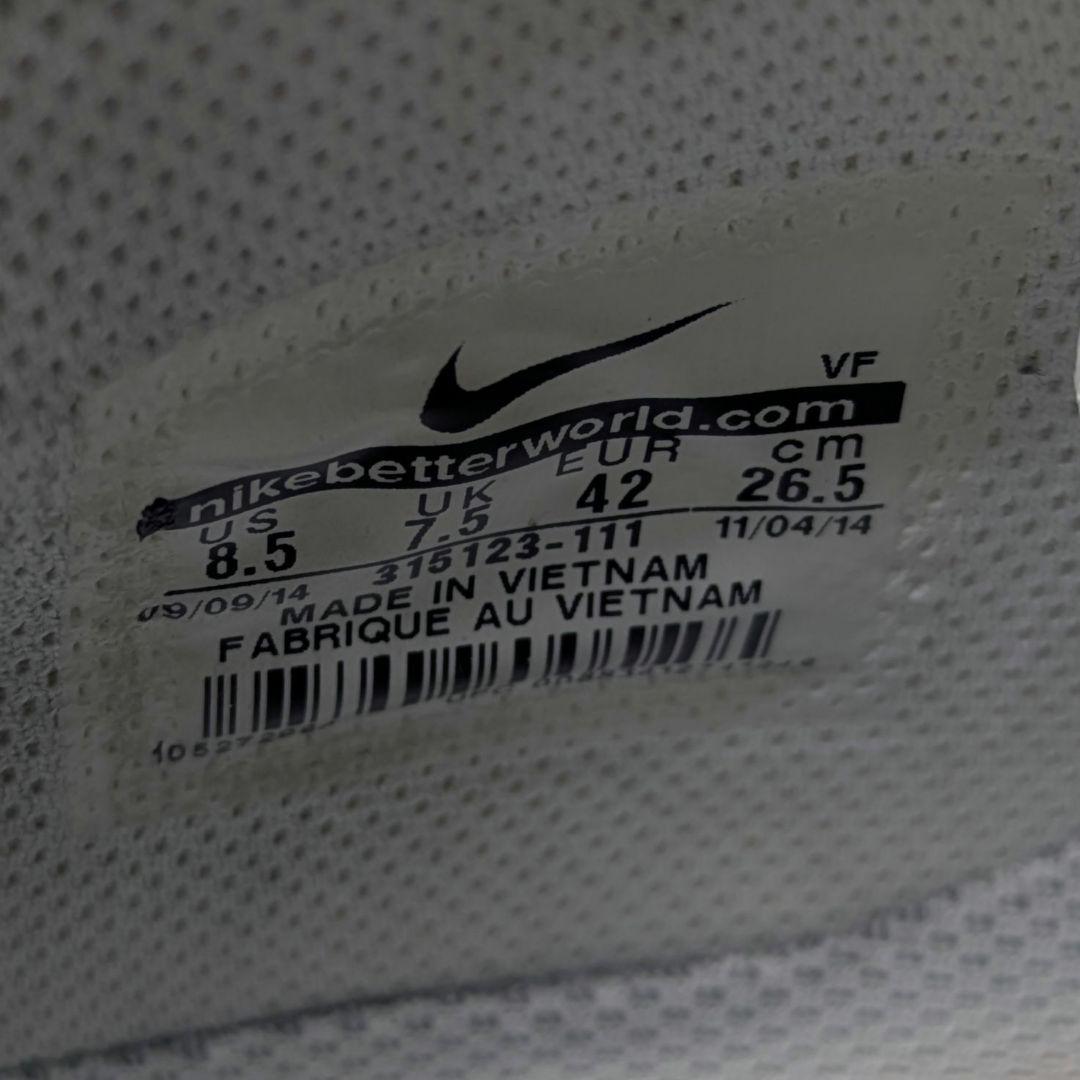 VF
nikebetterworld.com
US UK EUR cm
8.5 7.5 42 26.5
315123-111
09/09/14 11/04/14
MADE IN VIETNAM
FABRIQUE AU VIETNAM